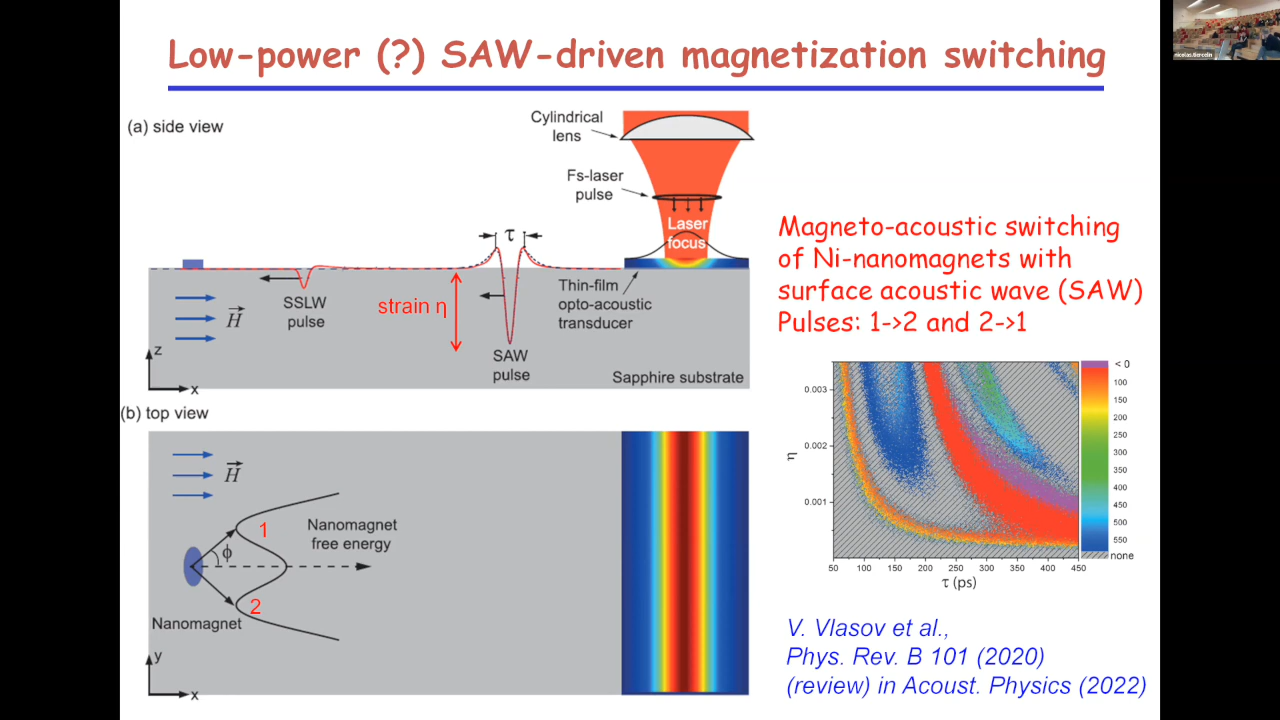 Low-power (?) SAW-driven magnetization switching
nicolas.tiercelin
(a) side view
Cylindrical
lens
Fs-laser
pulse
Laser
focus
τ
SSLW
pulse
H
strain η
SAW
pulse
Thin-film
opto-acoustic
transducer
Sapphire substrate
z
x
(b) top view
H
1
ϕ
2
Nanomagnet
free energy
Nanomagnet
y
x
Magneto-acoustic switching
of Ni-nanomagnets with
surface acoustic wave (SAW)
Pulses: 1->2 and 2->1
0.003
0.002
0.001
η
50 100 150 200 250 300 350 400 450
τ (ps)
< 0
100
150
200
250
300
350
400
450
500
550
none
V. Vlasov et al.,
Phys. Rev. B 101 (2020)
(review) in Acoust. Physics (2022)